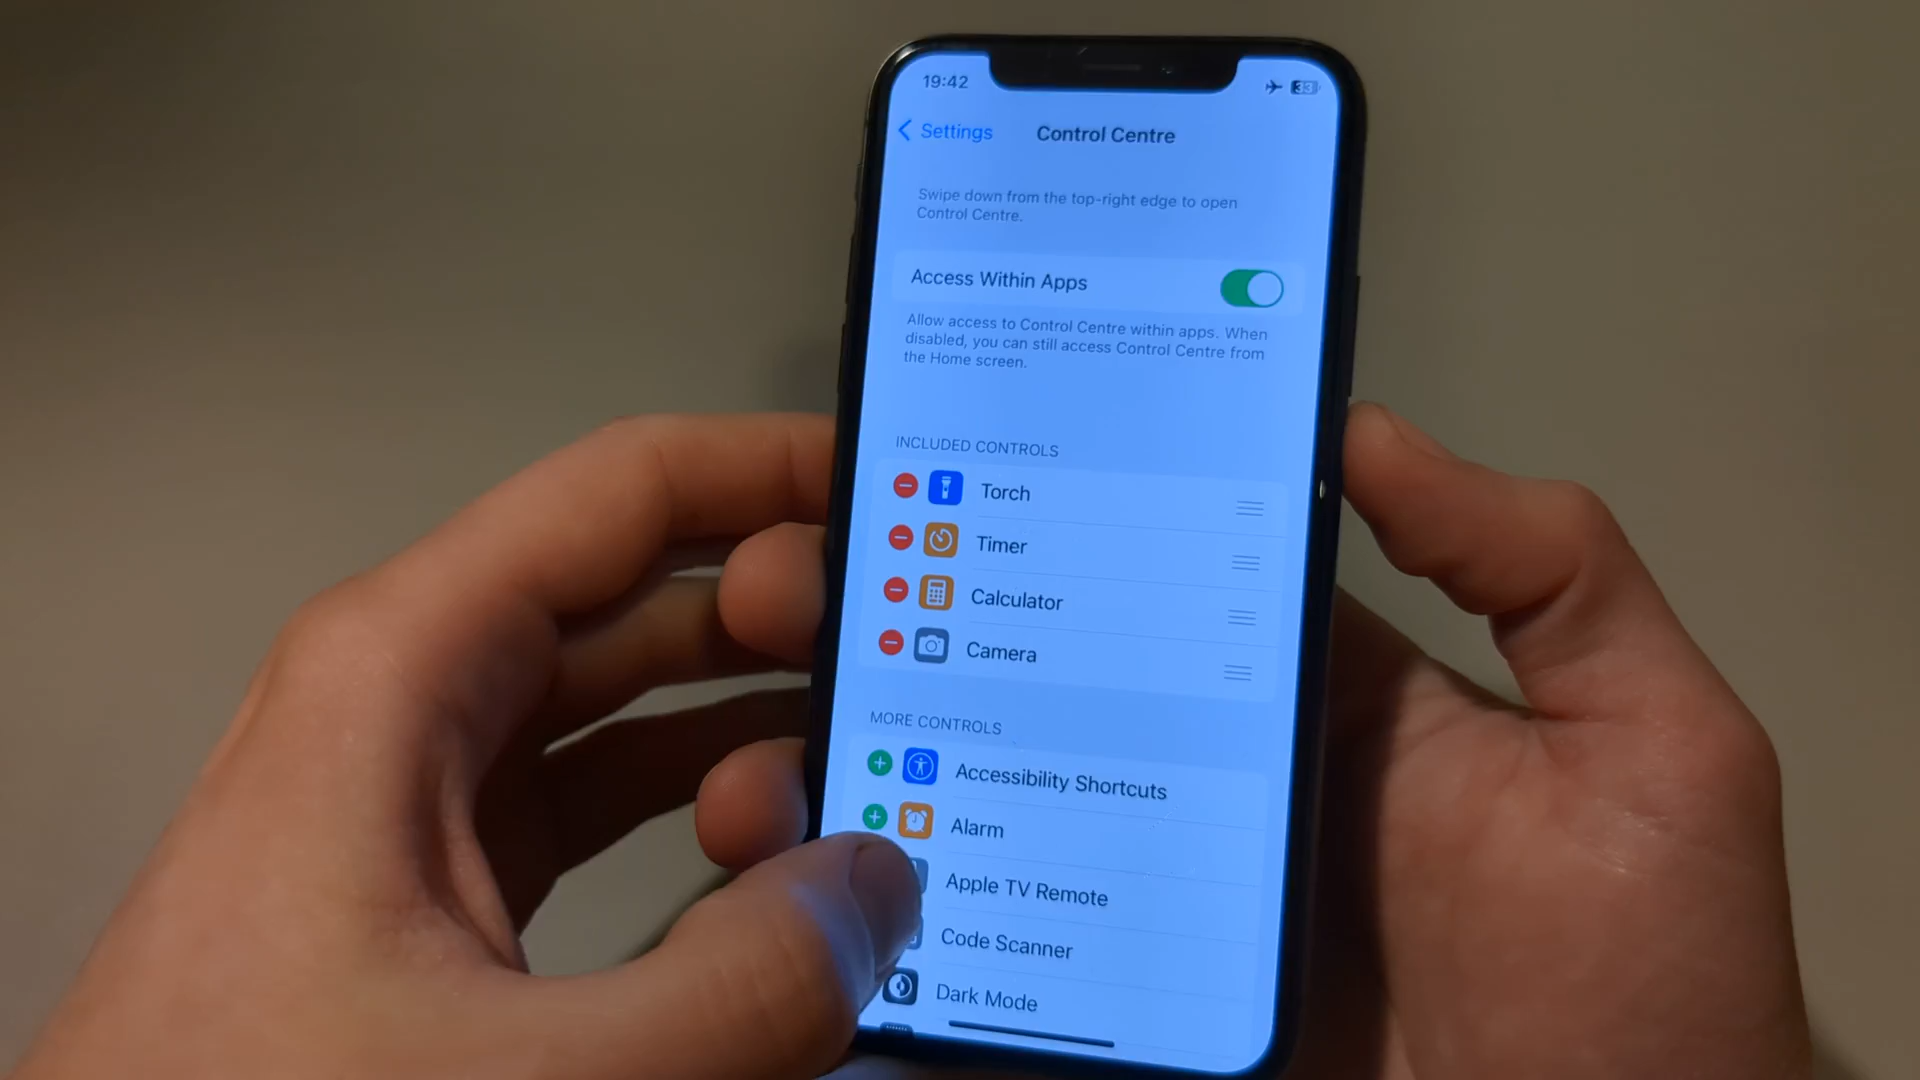 19:42
33
Settings
Control Centre
Swipe down from the top-right edge to open
Control Centre.
Access Within Apps
Allow access to Control Centre within apps. When
disabled, you can still access Control Centre from
the Home screen.
INCLUDED CONTROLS
Torch
Timer
Calculator
Camera
MORE CONTROLS
Accessibility Shortcuts
Alarm
Apple TV Remote
Code Scanner
Dark Mode